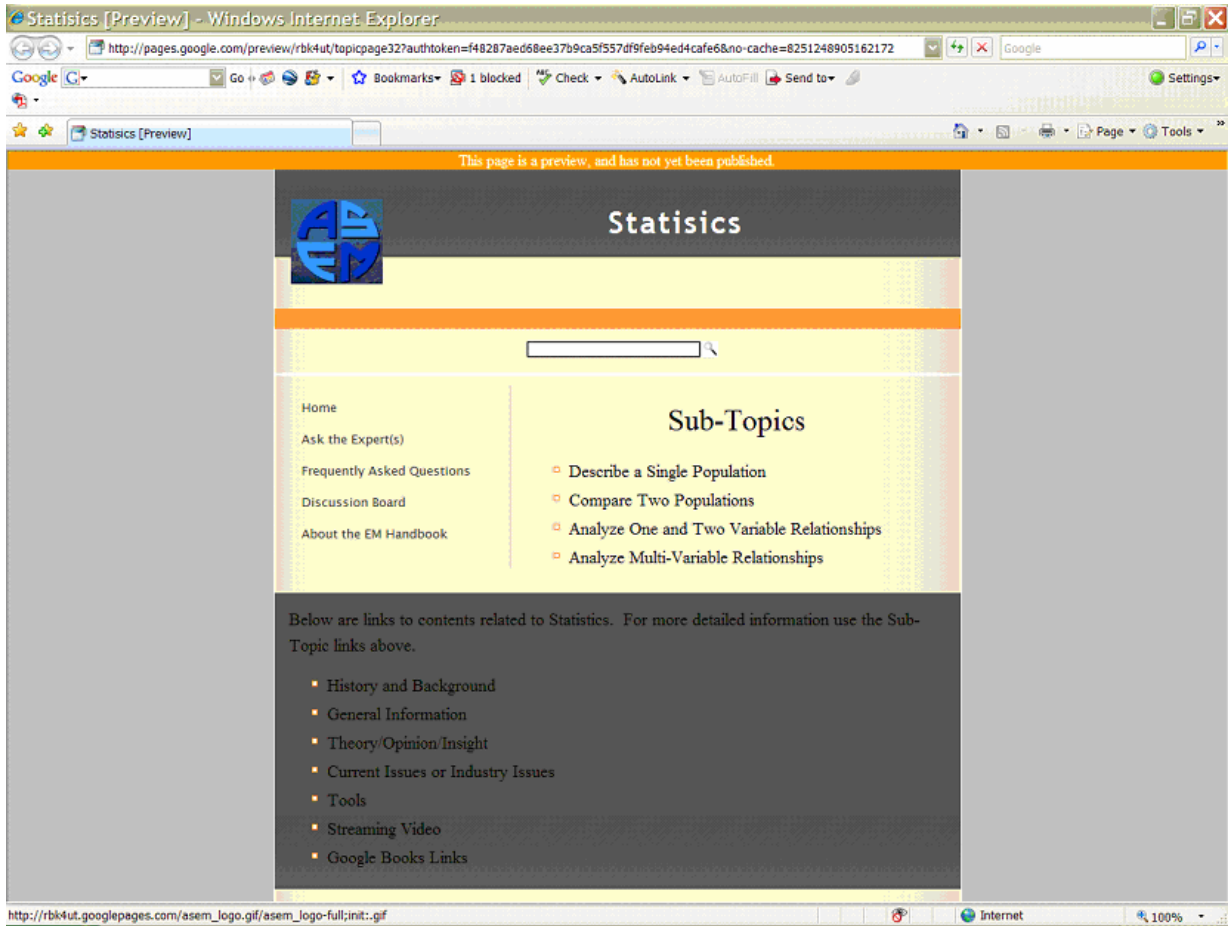 Statisics [Preview] - Windows Internet Explorer
http://pages.google.com/preview/rbk4ut/topicpage32?authtoken=f48287aed68ee37b9ca5f557df9feb94ed4cafe6&no-cache=8251248905162172
Google
Google G Go Bookmarks 1 blocked Check AutoLink AutoFill Send to Settings
Statisics [Preview] Page Tools »
This page is a preview, and has not yet been published.
ASEM
Statisics
Home
Ask the Expert(s)
Frequently Asked Questions
Discussion Board
About the EM Handbook
Sub-Topics
Describe a Single Population
Compare Two Populations
Analyze One and Two Variable Relationships
Analyze Multi-Variable Relationships
Below are links to contents related to Statistics. For more detailed information use the Sub-
Topic links above.
History and Background
General Information
Theory/Opinion/Insight
Current Issues or Industry Issues
Tools
Streaming Video
Google Books Links
http://rbk4ut.googlepages.com/asem_logo.gif/asem_logo-full;init:.gif Internet 100%